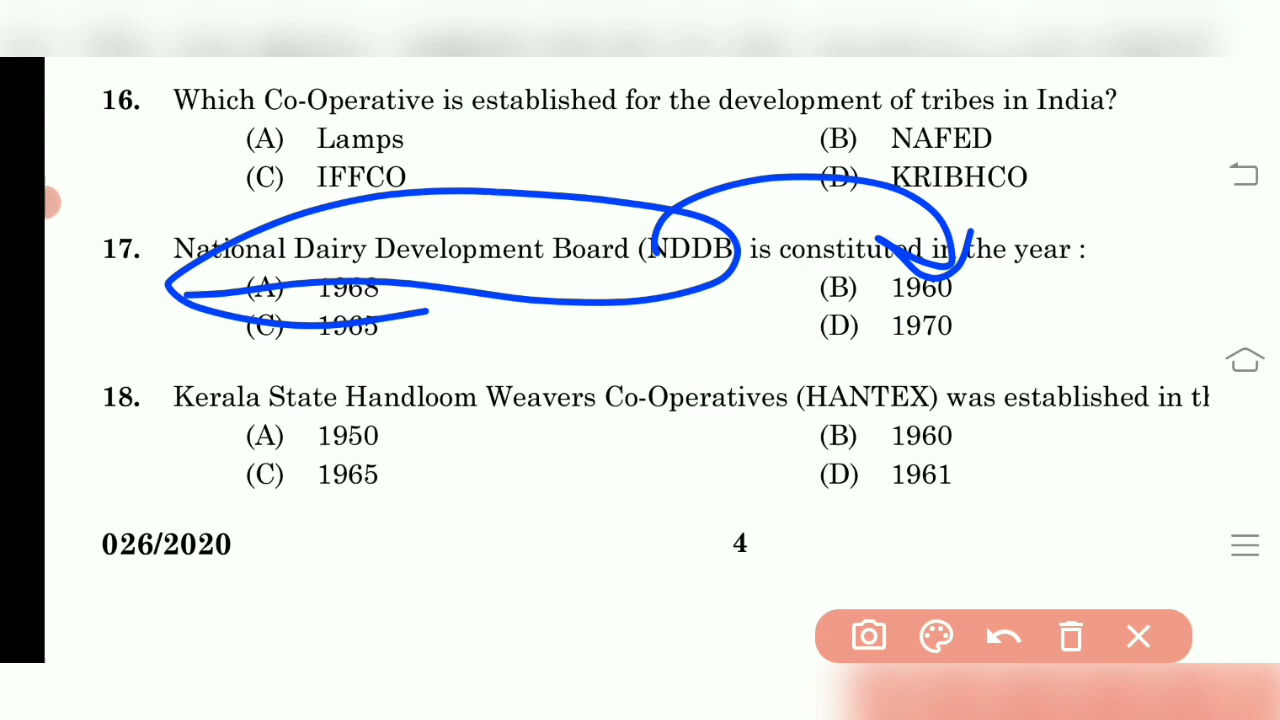 16. Which Co-Operative is established for the development of tribes in India?
(A) Lamps (B) NAFED
(C) IFFCO (D) KRIBHCO
17. National Dairy Development Board (NDDB) is constituted in the year :
(A) 1968 (B) 1960
(C) 1965 (D) 1970
18. Kerala State Handloom Weavers Co-Operatives (HANTEX) was established in
(A) 1950 (B) 1960
(C) 1965 (D) 1961
026/2020 4